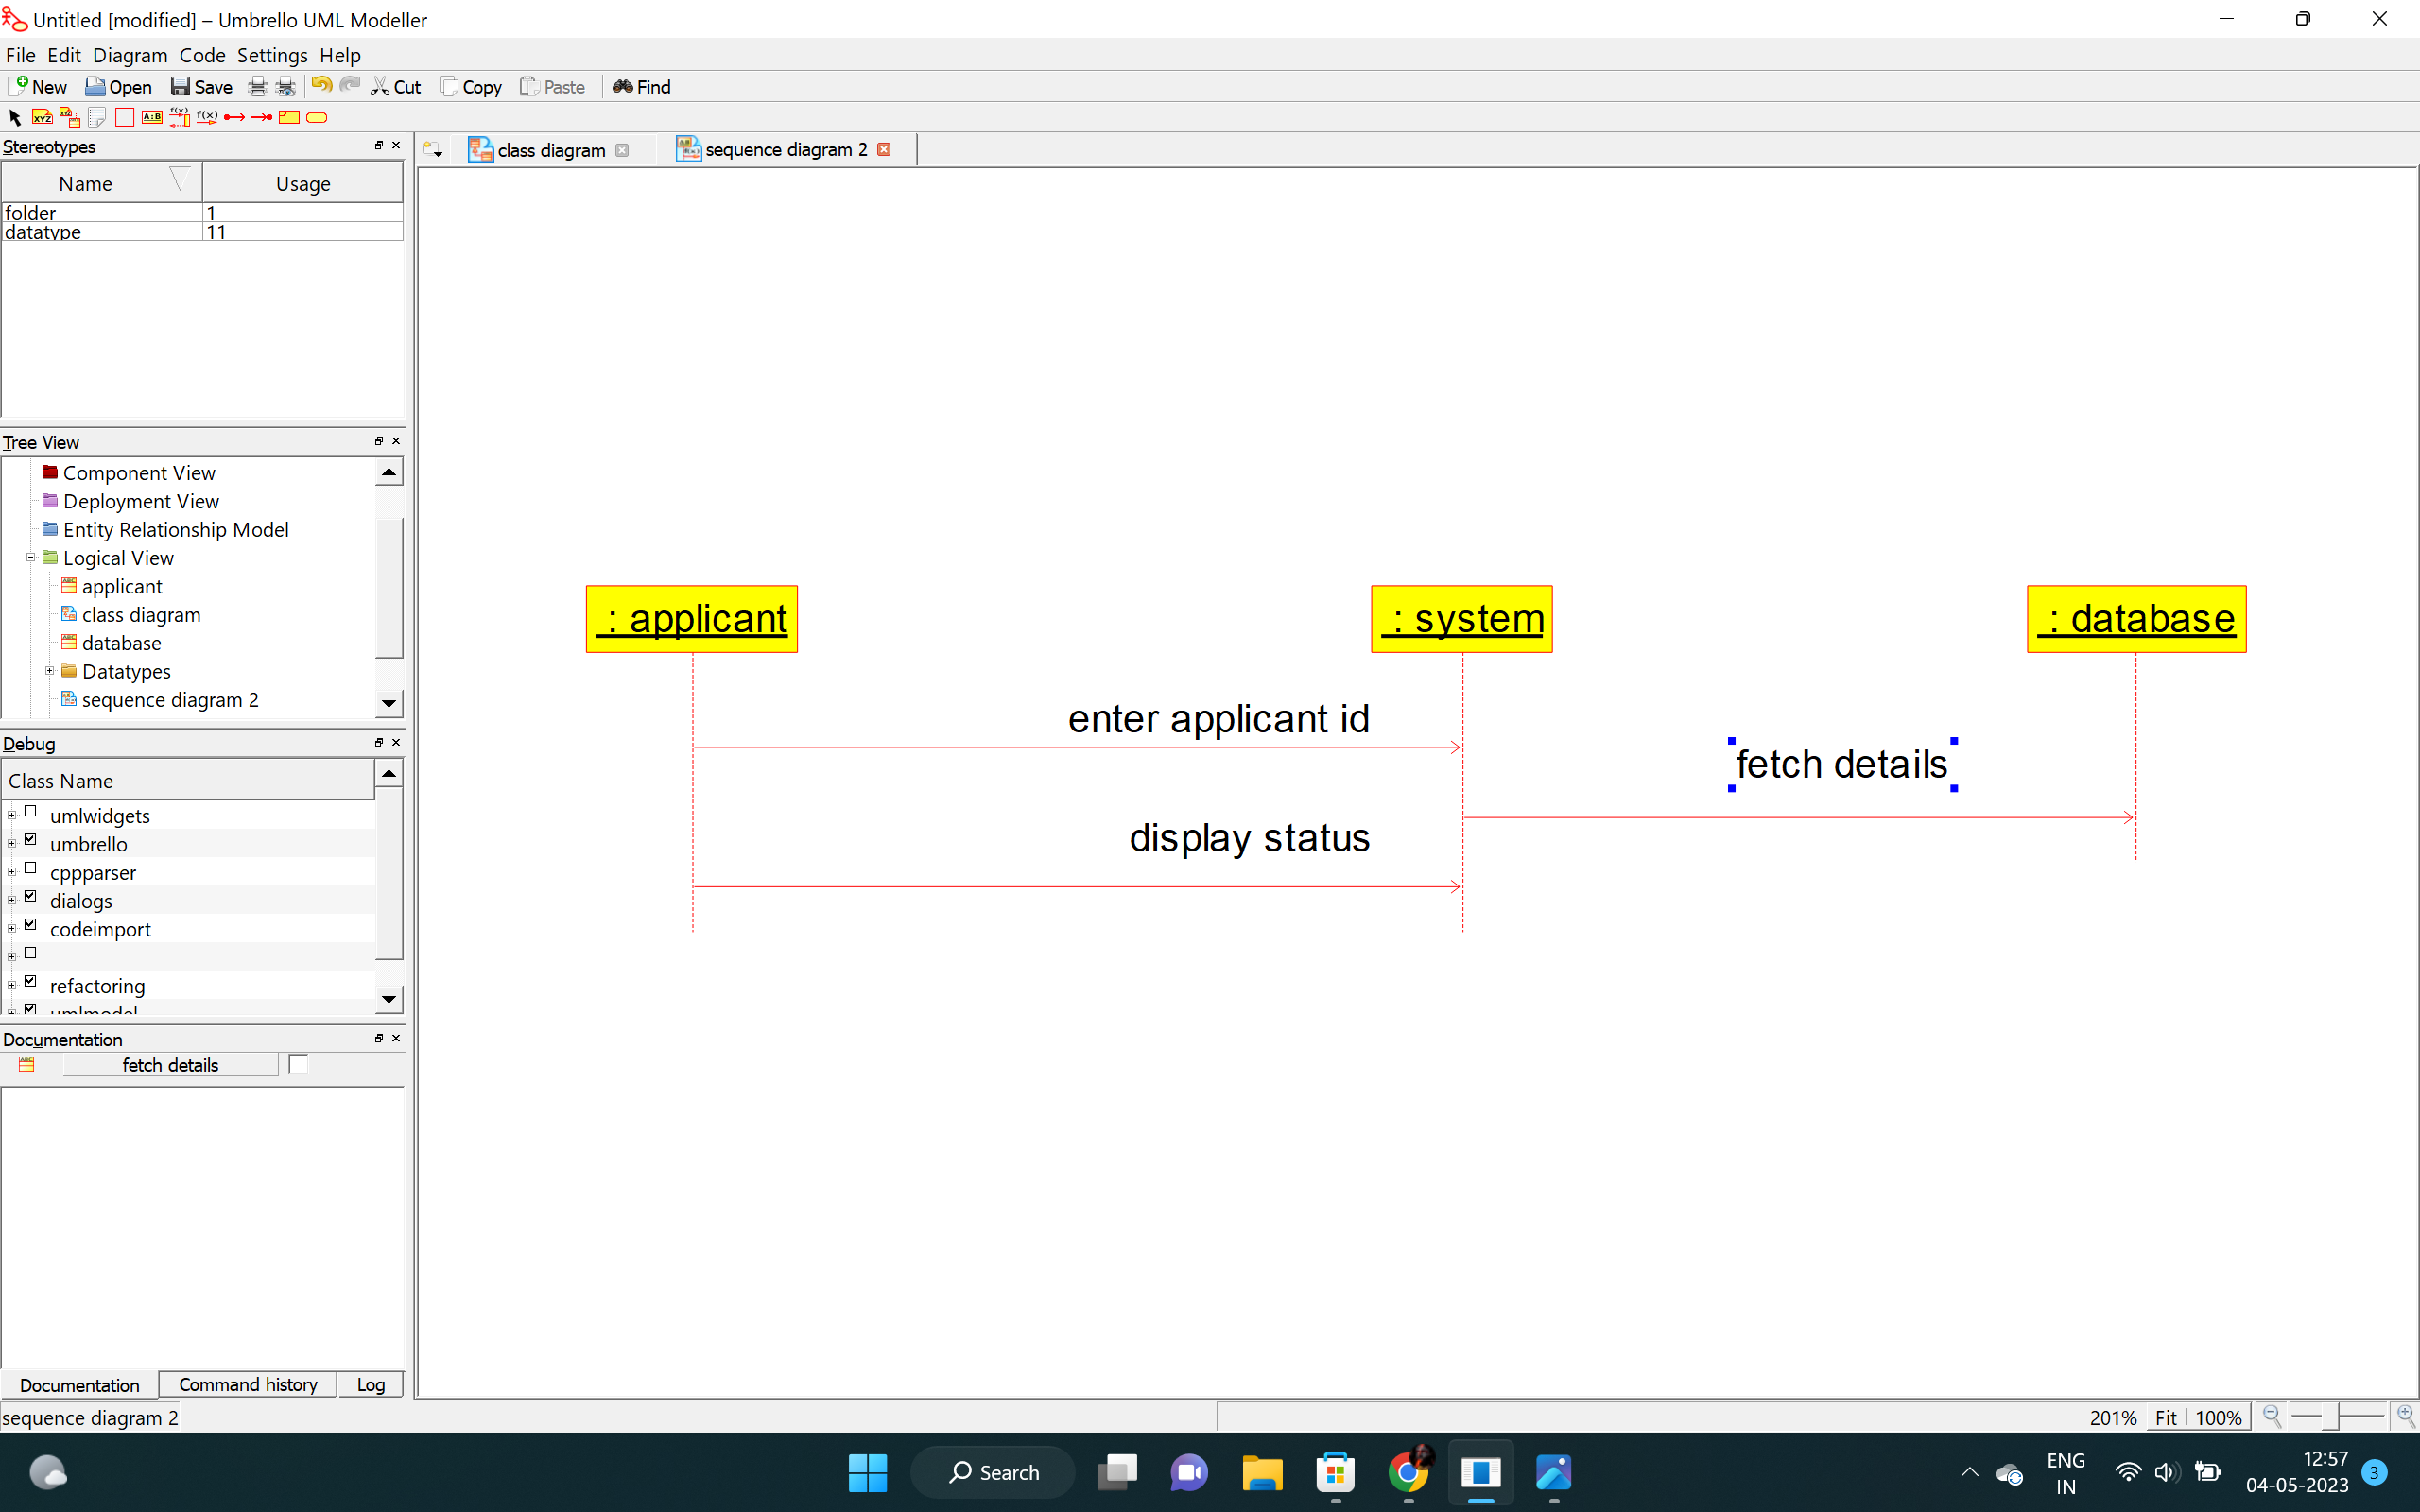 Untitled [modified] – Umbrello UML Modeller
File Edit Diagram Code Settings Help
New Open Save Cut Copy Paste Find
XYZ A:B f(x) f(x)
Stereotypes
Name Usage
folder 1
datatype 11
Tree View
Component View
Deployment View
Entity Relationship Model
Logical View
applicant
class diagram
database
Datatypes
sequence diagram 2
Debug
Class Name
umlwidgets
umbrello
cppparser
dialogs
codeimport
refactoring
umlmodel
Documentation
fetch details
Documentation Command history Log
class diagram sequence diagram 2
: applicant : system : database
enter applicant id
fetch details
display status
sequence diagram 2
201% Fit 100%
Search
ENG
IN
12:57
04-05-2023
3